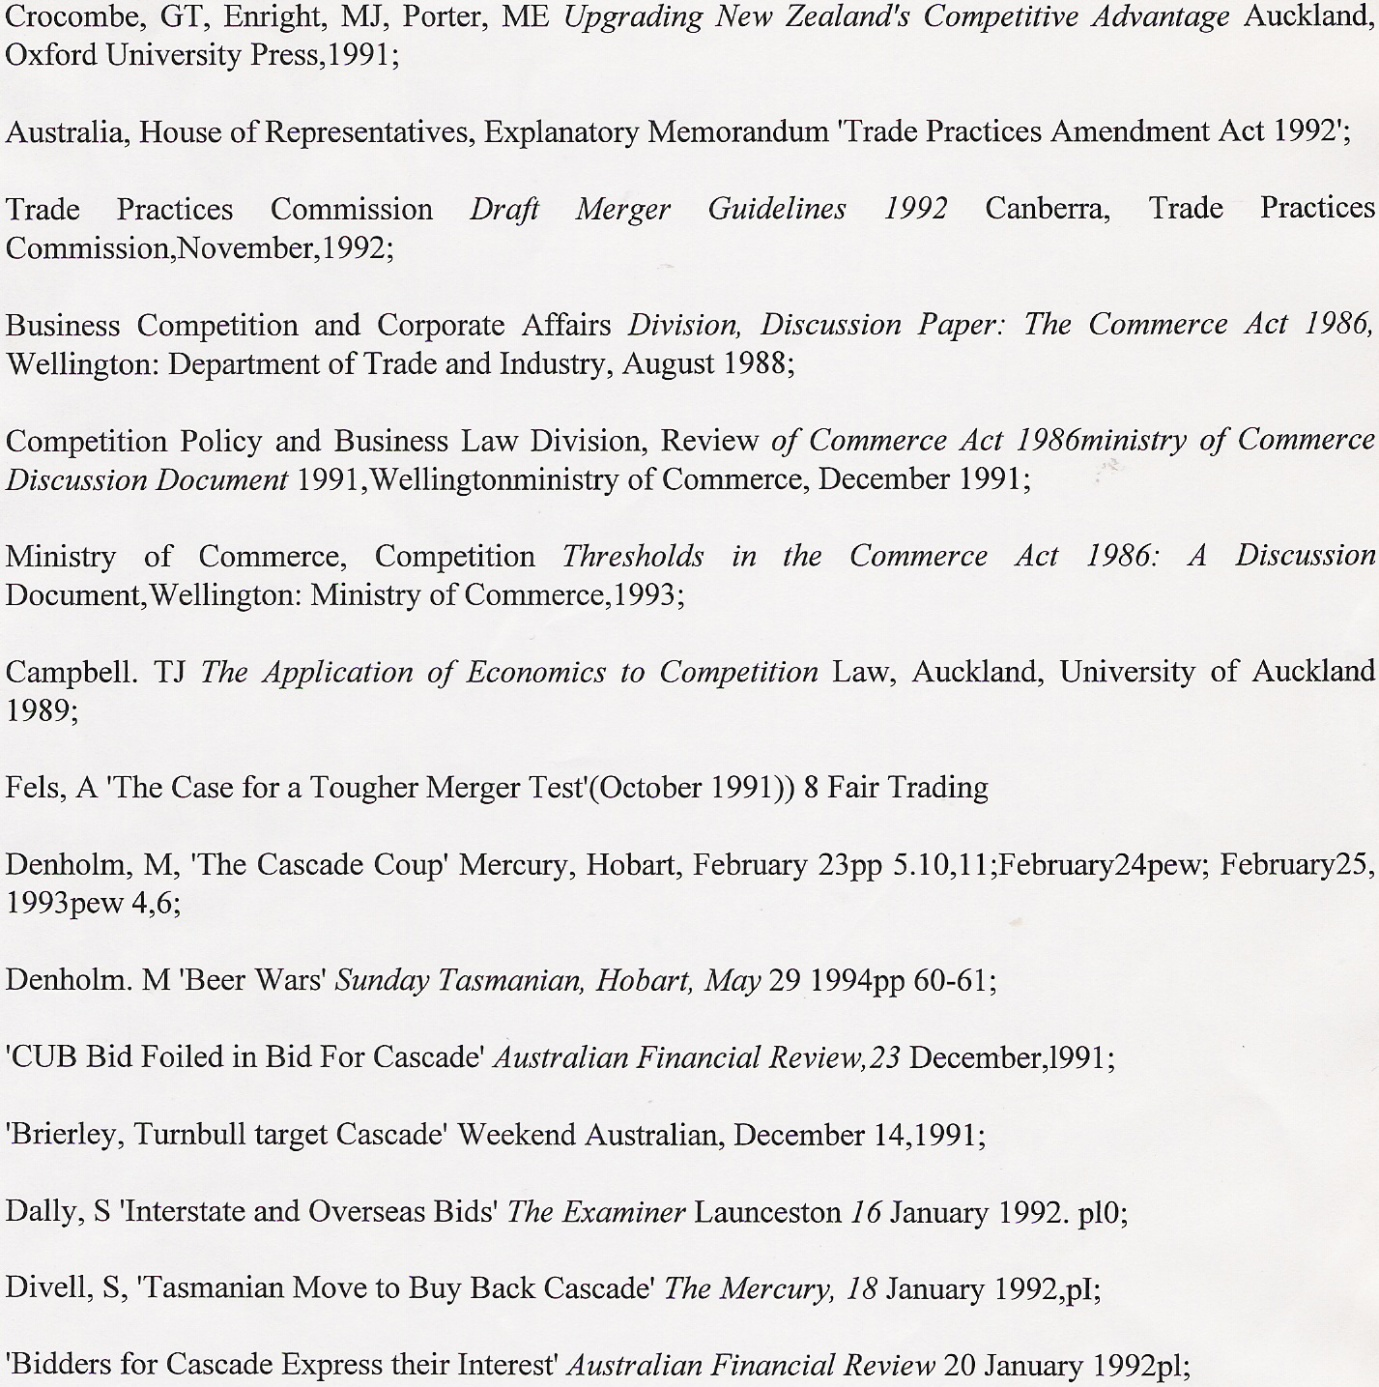 Crocombe, GT, Enright, MJ, Porter, ME Upgrading New Zealand's Competitive Advantage Auckland,
Oxford University Press,1991;
Australia, House of Representatives, Explanatory Memorandum 'Trade Practices Amendment Act 1992';
Trade Practices Commission Draft Merger Guidelines 1992 Canberra, Trade Practices
Commission,November,1992;
Business Competition and Corporate Affairs Division, Discussion Paper: The Commerce Act 1986,
Wellington: Department of Trade and Industry, August 1988;
Competition Policy and Business Law Division, Review of Commerce Act 1986ministry of Commerce
Discussion Document 1991,Wellingtonministry of Commerce, December 1991;
Ministry of Commerce, Competition Thresholds in the Commerce Act 1986: A Discussion
Document,Wellington: Ministry of Commerce,1993;
Campbell. TJ The Application of Economics to Competition Law, Auckland, University of Auckland
1989;
Fels, A 'The Case for a Tougher Merger Test'(October 1991)) 8 Fair Trading
Denholm, M, 'The Cascade Coup' Mercury, Hobart, February 23pp 5.10,11;February24pew; February25,
1993pew 4,6;
Denholm. M 'Beer Wars' Sunday Tasmanian, Hobart, May 29 1994pp 60-61;
'CUB Bid Foiled in Bid For Cascade' Australian Financial Review,23 December,l991;
'Brierley, Turnbull target Cascade' Weekend Australian, December 14,1991;
Dally, S 'Interstate and Overseas Bids' The Examiner Launceston 16 January 1992. pl0;
Divell, S, 'Tasmanian Move to Buy Back Cascade' The Mercury, 18 January 1992,pI;
'Bidders for Cascade Express their Interest' Australian Financial Review 20 January 1992pl;